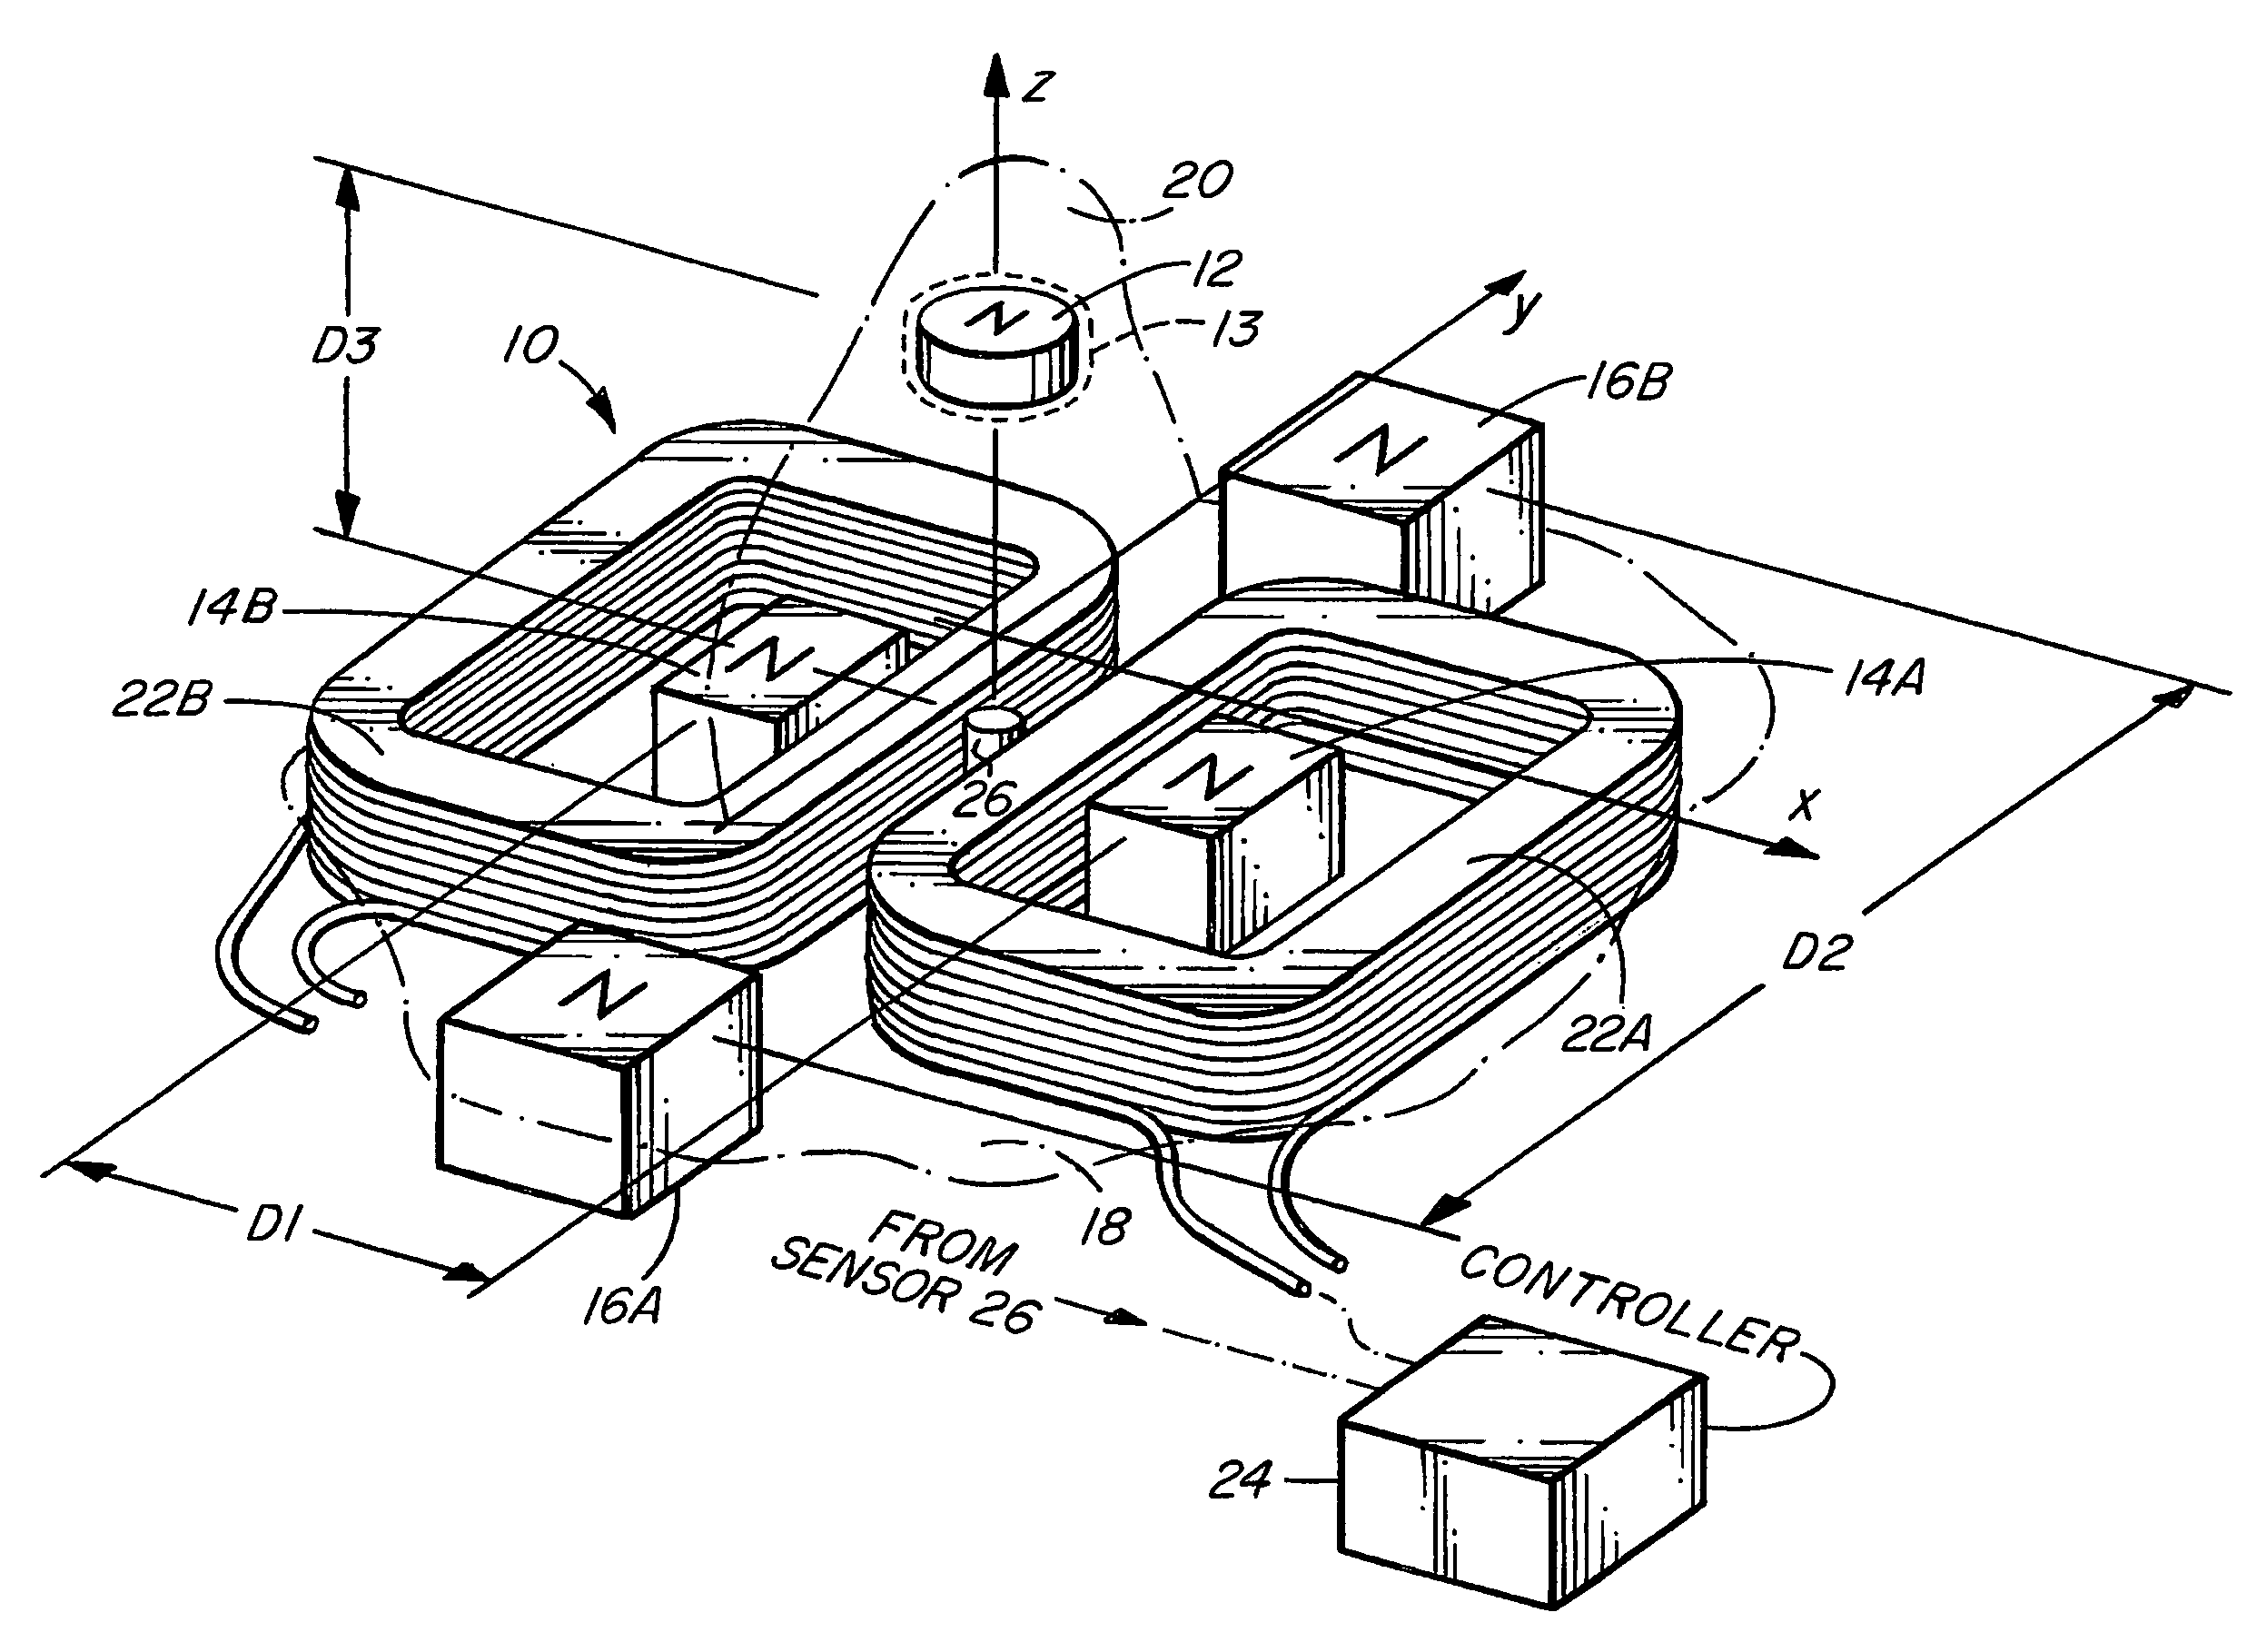 z
20
12
13
D3
10
y
16B
N
N
14B
N
22B
14A
N
26
x
N
D2
22A
D1
18
16A
FROM
SENSOR 26
CONTROLLER
24